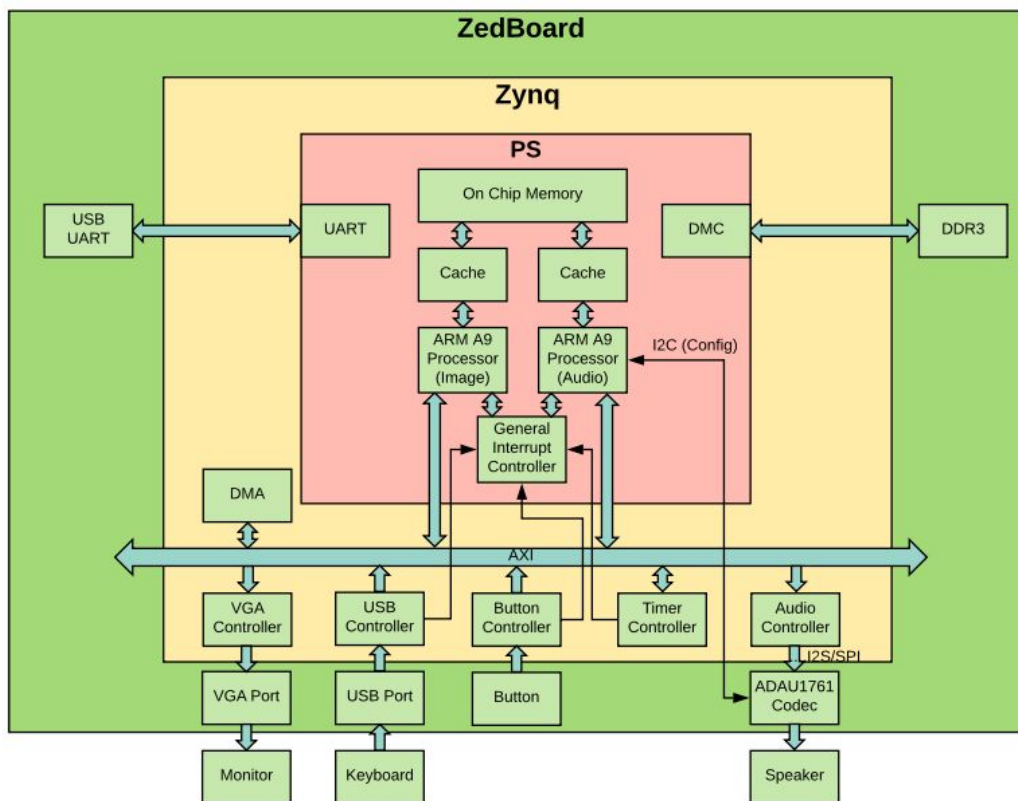 ZedBoard
Zynq
PS
On Chip Memory
USB
UART
UART
DMC
DDR3
Cache
Cache
ARM A9
Processor
(Image)
ARM A9
Processor
(Audio)
I2C (Config)
General
Interrupt
Controller
DMA
AXI
VGA
Controller
USB
Controller
Button
Controller
Timer
Controller
Audio
Controller
I2S/SPI
VGA Port
USB Port
Button
ADAU1761
Codec
Monitor
Keyboard
Speaker